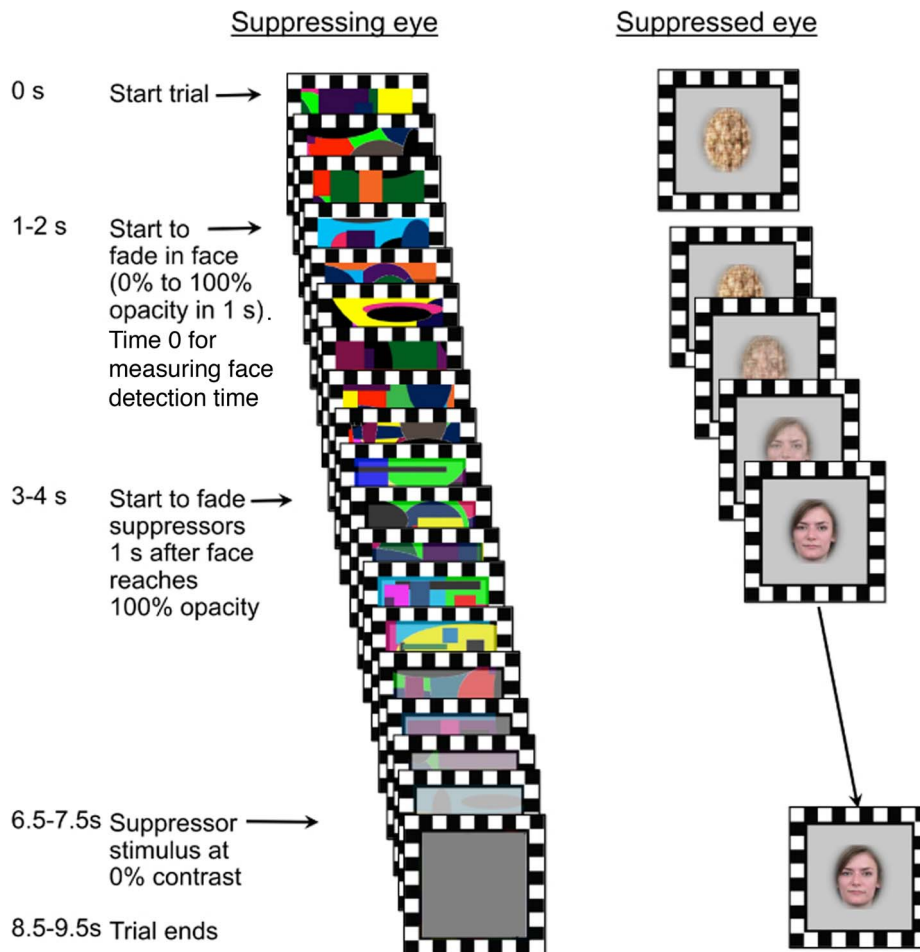 Suppressing eye
Suppressed eye
0 s
Start trial
1-2 s
Start to
fade in face
(0% to 100%
opacity in 1 s).
Time 0 for
measuring face
detection time
3-4 s
Start to fade
suppressors
1 s after face
reaches
100% opacity
6.5-7.5s
Suppressor
stimulus at
0% contrast
8.5-9.5s
Trial ends